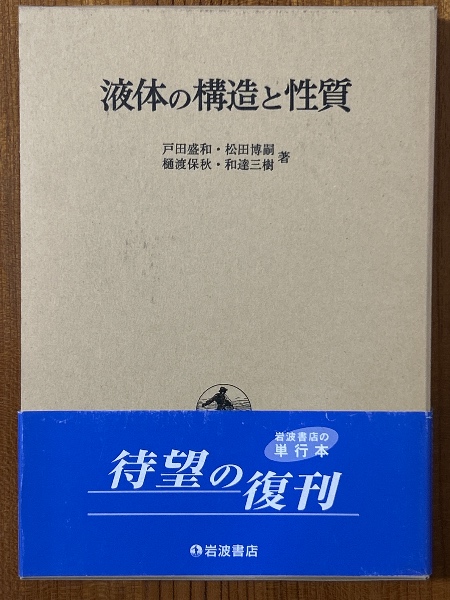 液体の構造と性質
戸田盛和・松田博嗣
樋渡保秋・和達三樹 著
岩波書店の
単行本
待望の
復刊
岩波書店